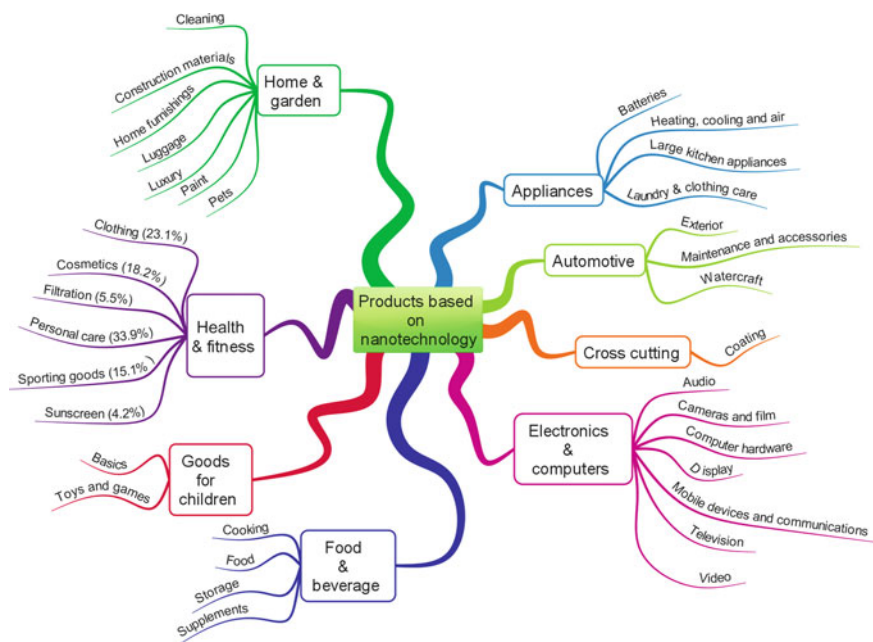 Cleaning
Construction materials
Home furnishings
Luggage
Luxury
Paint
Pets
Home &
garden
Batteries
Heating, cooling and air
Large kitchen appliances
Laundry & clothing care
Appliances
Exterior
Maintenance and accessories
Watercraft
Automotive
Products based
on
nanotechnology
Clothing (23.1%)
Cosmetics (18.2%)
Filtration (5.5%)
Personal care (33.9%)
Sporting goods (15.1%)
Sunscreen (4.2%)
Health
& fitness
Cross cutting
Coating
Audio
Cameras and film
Computer hardware
Display
Mobile devices and communications
Television
Video
Electronics
&
computers
Basics
Toys and games
Goods
for
children
Cooking
Food
Storage
Supplements
Food
&
beverage